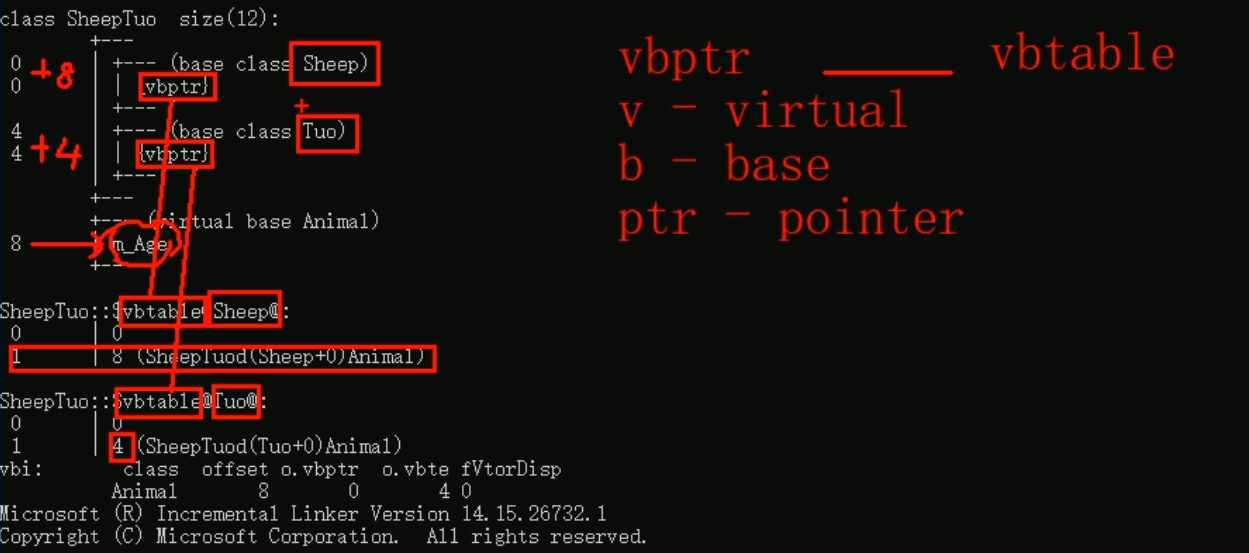 class SheepTuo  size(12):
+---
0 +8 | +--- (base class Sheep)
0 | | {vbptr}
| +---
+
4 +4 | +--- (base class Tuo)
4 | | {vbptr}
| +---
+---
+--- (virtual base Animal)
8 | m_Age
+---
SheepTuo::$vbtable@Sheep@:
0 | 0
1 | 8 (SheepTuod(Sheep+0)Animal)
SheepTuo::$vbtable@Tuo@:
0 | 0
1 | 4 (SheepTuod(Tuo+0)Animal)
vbi: class offset o.vbptr o.vbte fVtorDisp
Animal 8 0 4 0
Microsoft (R) Incremental Linker Version 14.15.26732.1
Copyright (C) Microsoft Corporation.  All rights reserved.
vbptr ____ vbtable
v - virtual
b - base
ptr - pointer